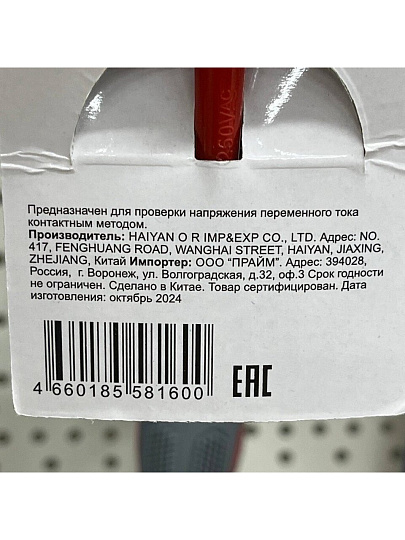 250VAC
Предназначен для проверки напряжения переменного тока
контактным методом.
Производитель: HAIYAN O R IMP&EXP CO., LTD. Адрес: NO.
417, FENGHUANG ROAD, WANGHAI STREET, HAIYAN, JIAXING,
ZHEJIANG, Китай Импортер: ООО “ПРАЙМ”. Адрес: 394028,
Россия, г. Воронеж, ул. Волгоградская, д.32, оф.3 Срок годности
не ограничен. Сделано в Китае. Товар сертифицирован. Дата
изготовления: октябрь 2024
4 660185 581600
EAC